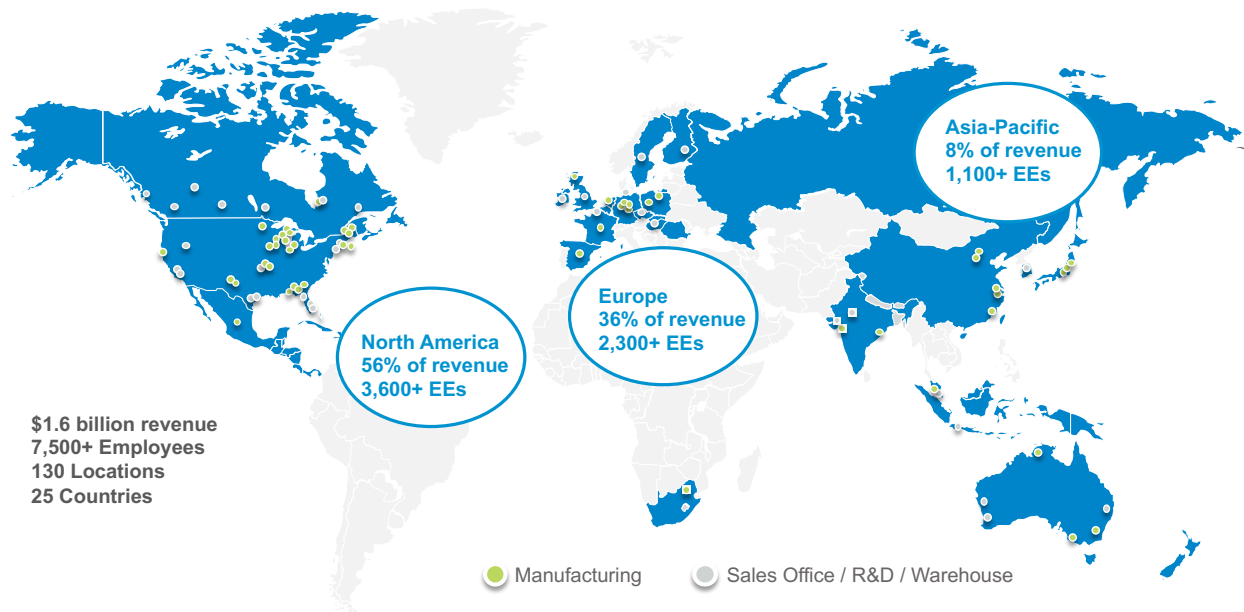 Asia-Pacific
8% of revenue
1,100+ EEs
Europe
36% of revenue
2,300+ EEs
North America
56% of revenue
3,600+ EEs
$1.6 billion revenue
7,500+ Employees
130 Locations
25 Countries
Manufacturing
Sales Office / R&D / Warehouse